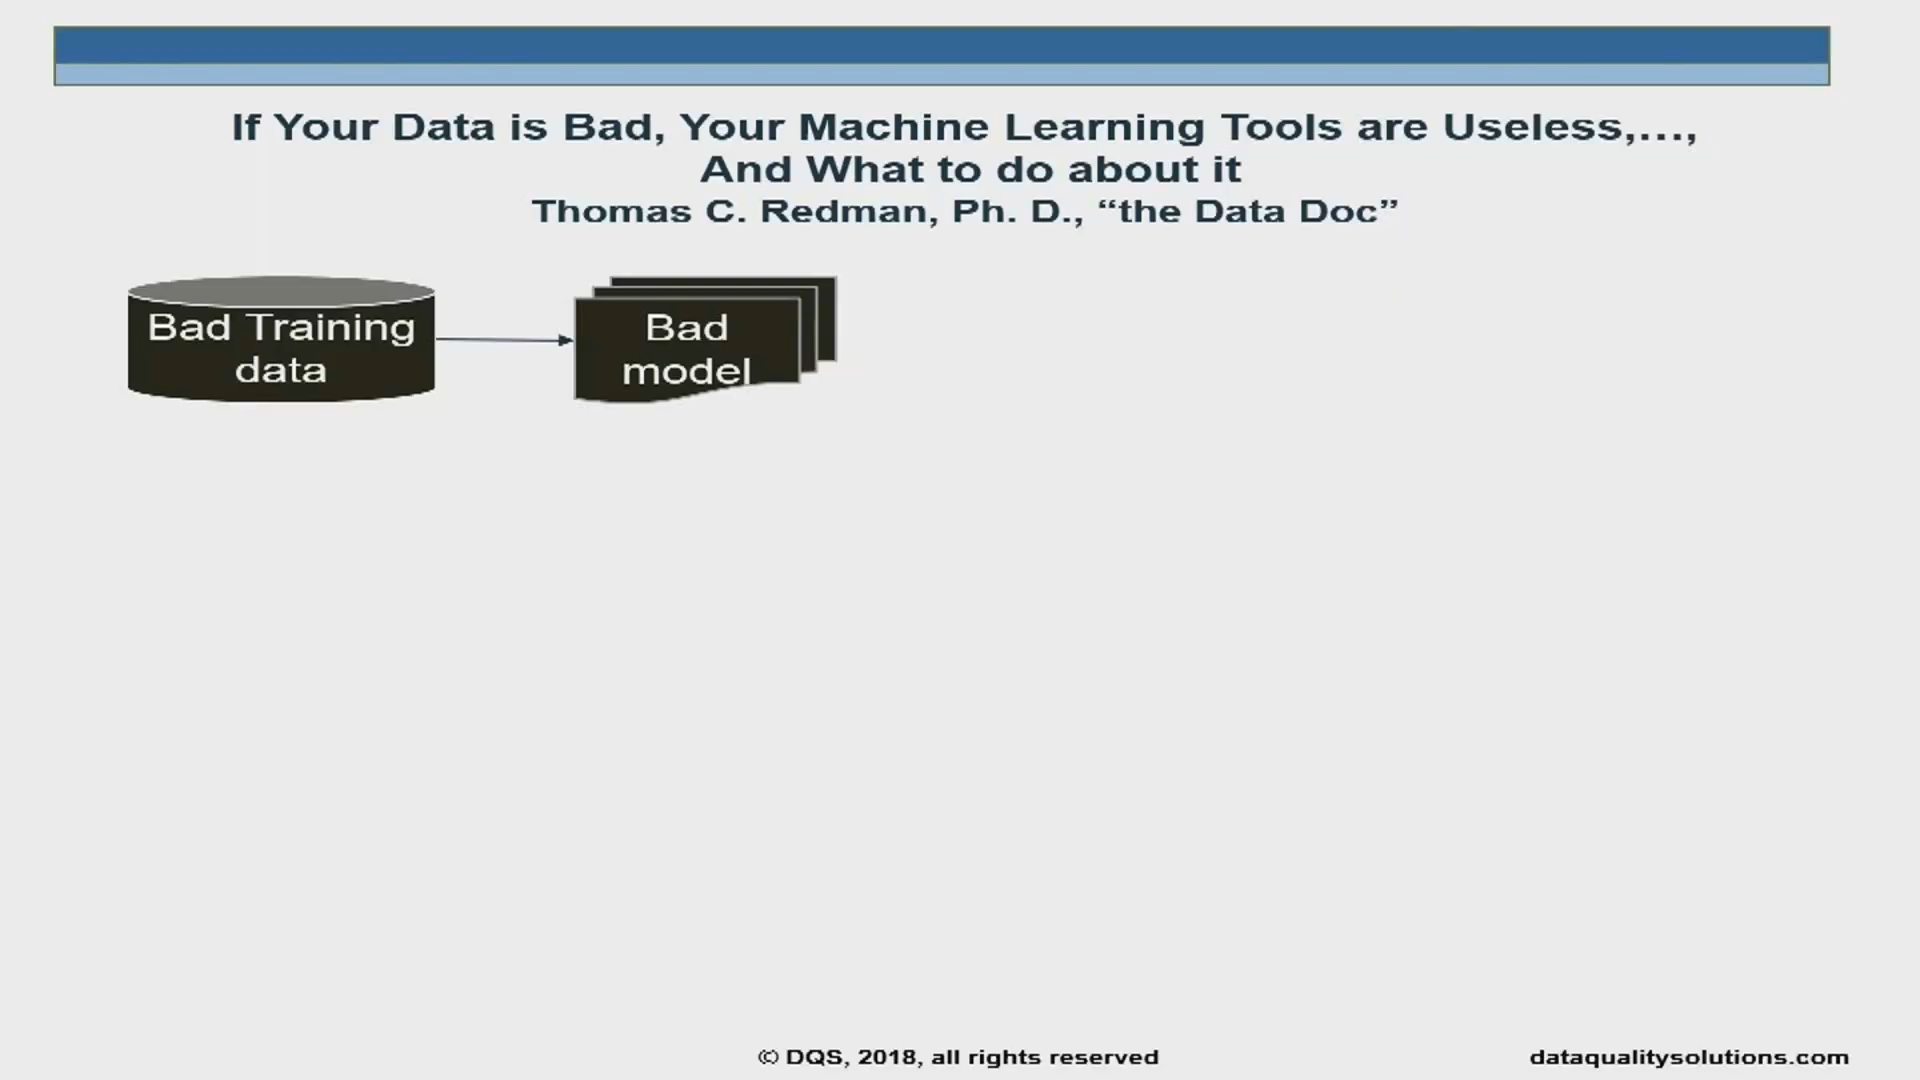 If Your Data is Bad, Your Machine Learning Tools are Useless,…,
And What to do about it
Thomas C. Redman, Ph. D., “the Data Doc”
Bad Training
data
Bad
model
© DQS, 2018, all rights reserved
dataqualitysolutions.com